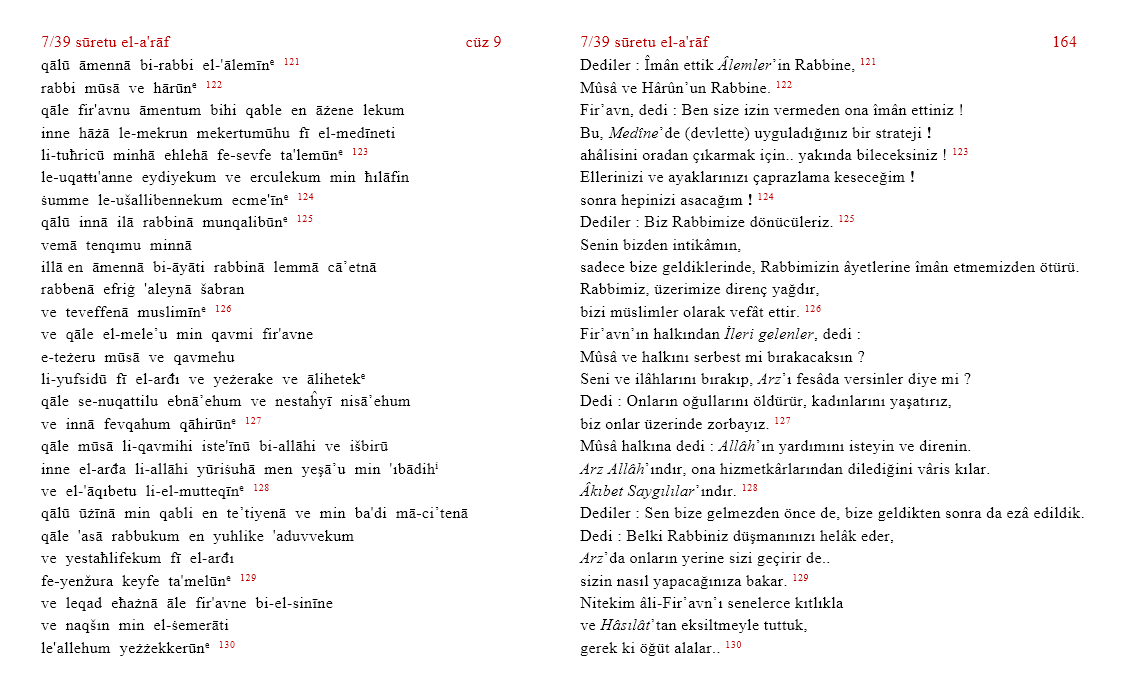 7/39 sūretu el-a'rāf cüz 9
qālū āmennā bi-rabbi el-'ālemīnᵉ 121
rabbi mūsā ve hārūnᵉ 122
qāle fir'avnu āmentum bihi qable en āżene lekum
inne hāżā le-mekrun mekertumūhu fī el-medīneti
li-tuħricū minhā ehlehā fe-sevfe ta'lemūnᵉ 123
le-uqaŧŧı'anne eydiyekum ve erculekum min ħılāfin
ṡumme le-ušallibennekum ecme'īnᵉ 124
qālū innā ilā rabbinā munqalibūnᵉ 125
vemā tenqımu minnā
illā en āmennā bi-āyāti rabbinā lemmā cā’etnā
rabbenā efriġ 'aleynā šabran
ve teveffenā muslimīnᵉ 126
ve qāle el-mele’u min qavmi fir'avne
e-teżeru mūsā ve qavmehu
li-yufsidū fī el-arđı ve yeżerake ve ālihetekᵉ
qāle se-nuqattilu ebnā’ehum ve nestaĥyī nisā’ehum
ve innā fevqahum qāhirūnᵉ 127
qāle mūsā li-qavmihi iste'īnū bi-allāhi ve išbirū
inne el-arđa li-allāhi yūriṡuhā men yeşā’u min 'ıbādihⁱ
ve el-'āqıbetu li-el-mutteqīnᵉ 128
qālū ūżīnā min qabli en te’tiyenā ve min ba'di mā-ci’tenā
qāle 'asā rabbukum en yuhlike 'aduvvekum
ve yestaħlifekum fī el-arđı
fe-yenžura keyfe ta'melūnᵉ 129
ve leqad eħażnā āle fir'avne bi-el-sinīne
ve naqšın min el-ṡemerāti
le'allehum yeżżekkerūnᵉ 130
7/39 sūretu el-a'rāf 164
Dediler : Îmân ettik Âlemler’in Rabbine, 121
Mûsâ ve Hârûn’un Rabbine. 122
Fir’avn, dedi : Ben size izin vermeden ona îmân ettiniz !
Bu, Medîne’de (devlette) uyguladığınız bir strateji !
ahâlisini oradan çıkarmak için.. yakında bileceksiniz ! 123
Ellerinizi ve ayaklarınızı çaprazlama keseceğim !
sonra hepinizi asacağım ! 124
Dediler : Biz Rabbimize dönücüleriz. 125
Senin bizden intikâmın,
sadece bize geldiklerinde, Rabbimizin âyetlerine îmân etmemizden ötürü.
Rabbimiz, üzerimize direnç yağdır,
bizi müslimler olarak vefât ettir. 126
Fir’avn’ın halkından İleri gelenler, dedi :
Mûsâ ve halkını serbest mi bırakacaksın ?
Seni ve ilâhlarını bırakıp, Arz’ı fesâda versinler diye mi ?
Dedi : Onların oğullarını öldürür, kadınlarını yaşatırız,
biz onlar üzerinde zorbayız. 127
Mûsâ halkına dedi : Allâh’ın yardımını isteyin ve direnin.
Arz Allâh’ındır, ona hizmetkârlarından dilediğini vâris kılar.
Âkıbet Saygılılar’ındır. 128
Dediler : Sen bize gelmezden önce de, bize geldikten sonra da ezâ edildik.
Dedi : Belki Rabbiniz düşmanınızı helâk eder,
Arz’da onların yerine sizi geçirir de..
sizin nasıl yapacağınıza bakar. 129
Nitekim âli-Fir’avn’ı senelerce kıtlıkla
ve Hâsılât’tan eksiltmeyle tuttuk,
gerek ki öğüt alalar.. 130